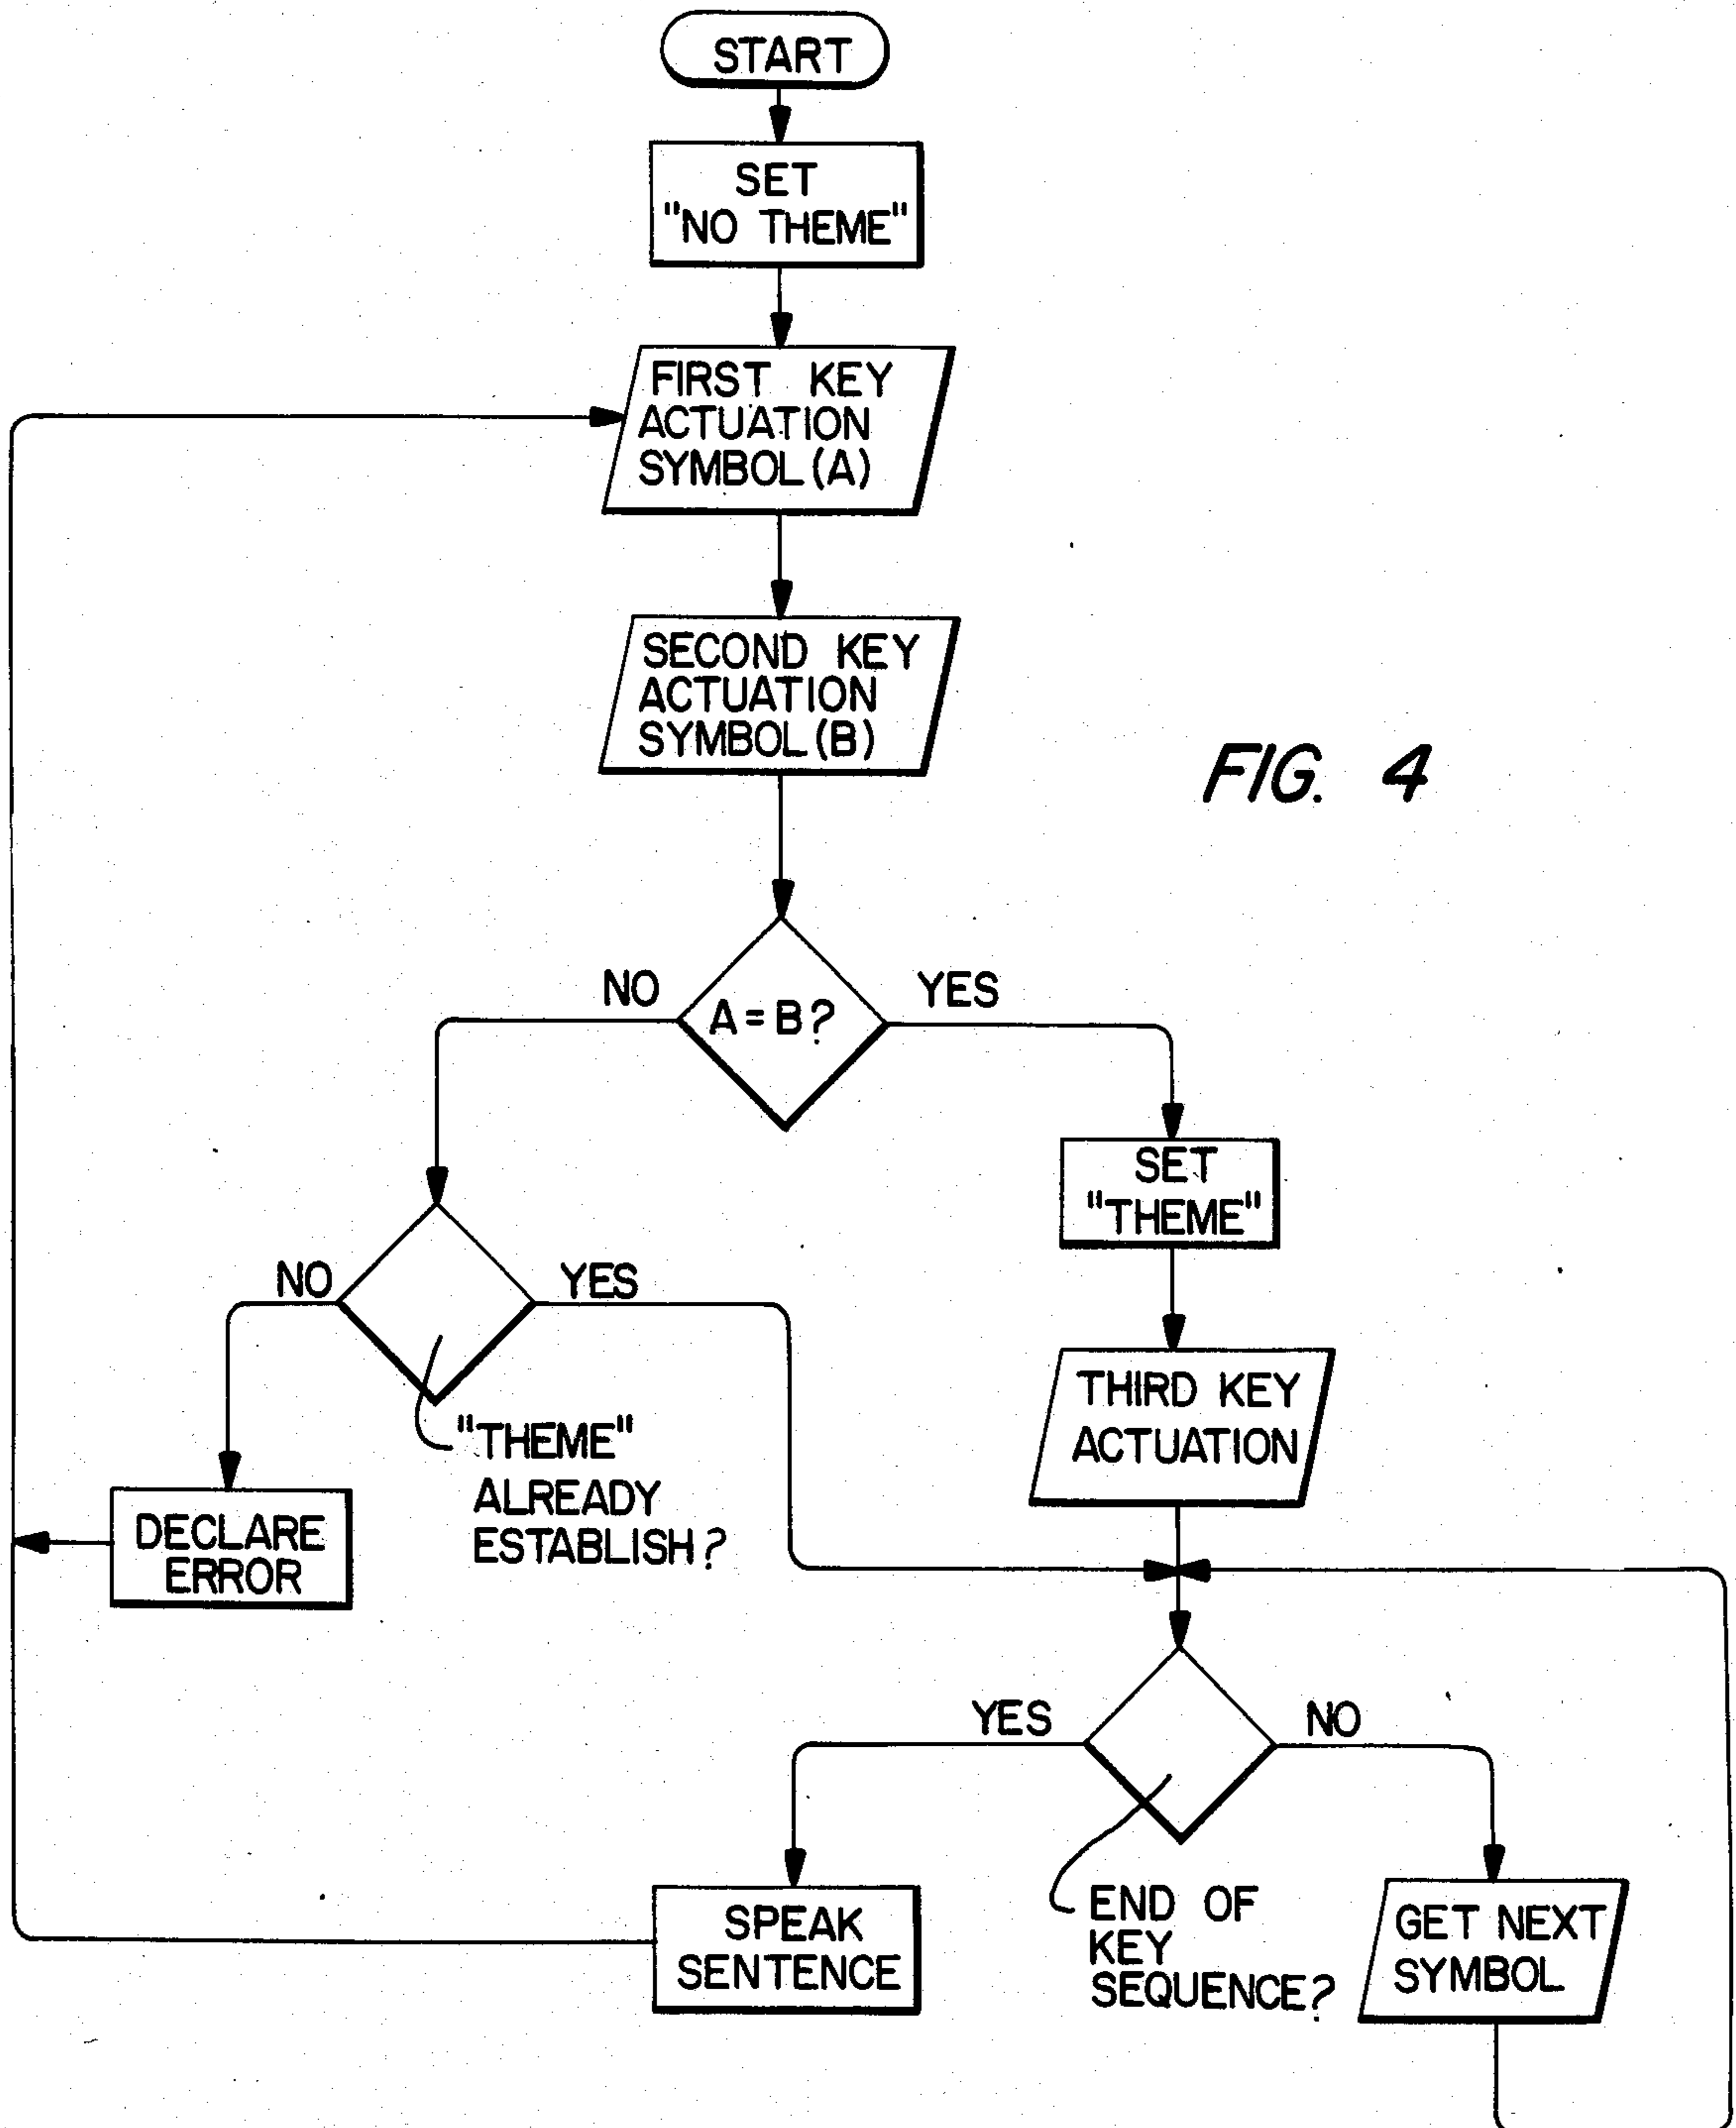 START
SET
"NO THEME"
FIRST KEY
ACTUATION
SYMBOL (A)
SECOND KEY
ACTUATION
SYMBOL (B)
FIG. 4
NO
A = B?
YES
SET
"THEME"
NO
YES
"THEME"
ALREADY
ESTABLISH?
THIRD KEY
ACTUATION
DECLARE
ERROR
YES
NO
END OF
KEY
SEQUENCE?
SPEAK
SENTENCE
GET NEXT
SYMBOL